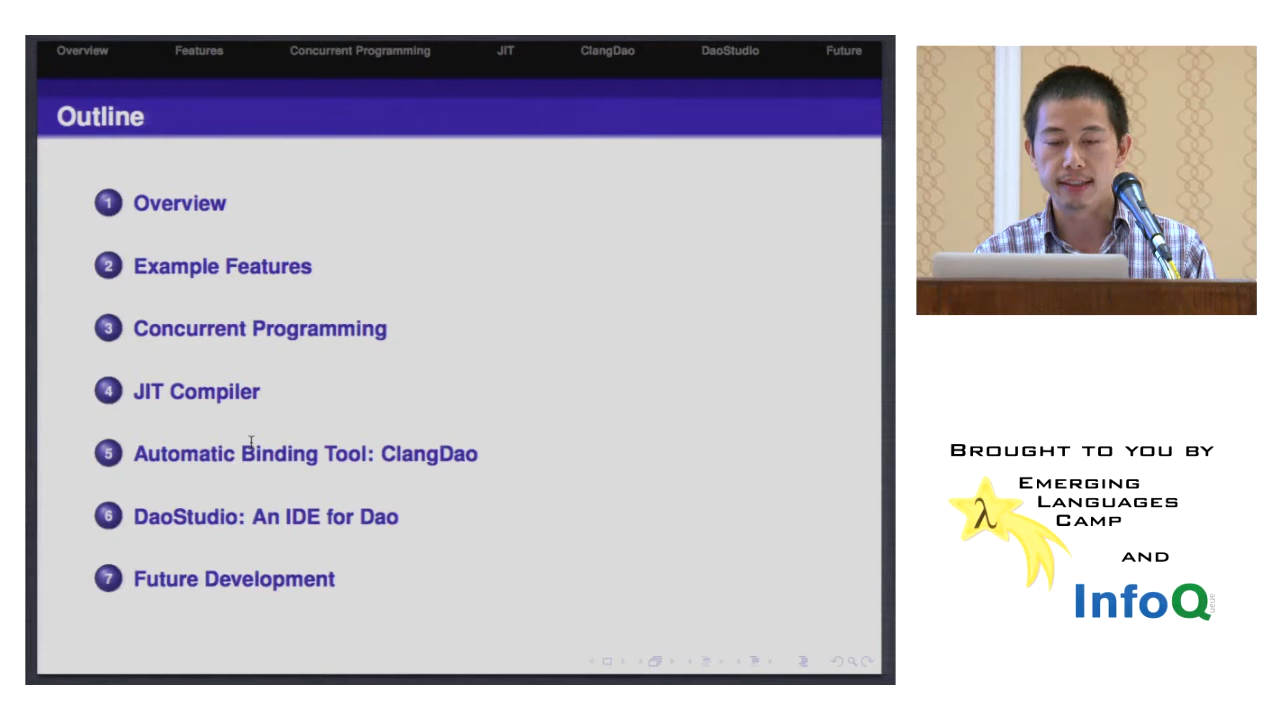 Overview Features Concurrent Programming JIT ClangDao DaoStudio Future
Outline
1 Overview
2 Example Features
3 Concurrent Programming
4 JIT Compiler
5 Automatic Binding Tool: ClangDao
6 DaoStudio: An IDE for Dao
7 Future Development
BROUGHT TO YOU BY
EMERGING
LANGUAGES
CAMP
λ
AND
InfoQueue